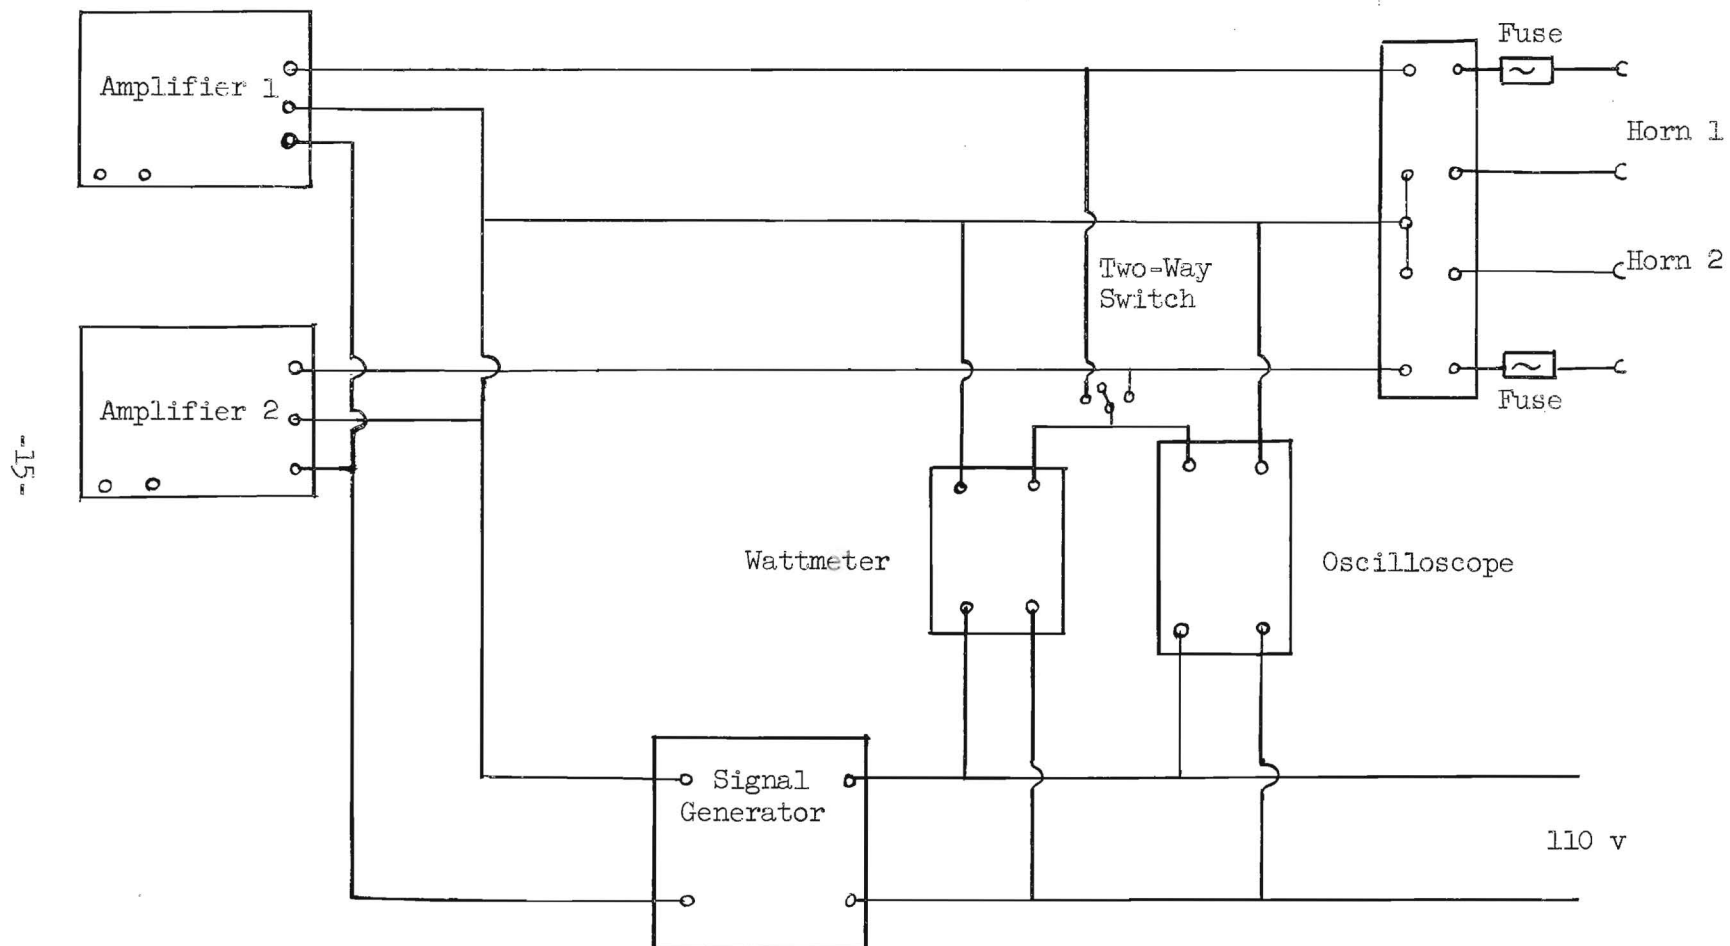 Fuse
Amplifier 1
Horn 1
Two-Way
Switch
Horn 2
Amplifier 2
Fuse
-15-
Wattmeter
Oscilloscope
Signal
Generator
110 v